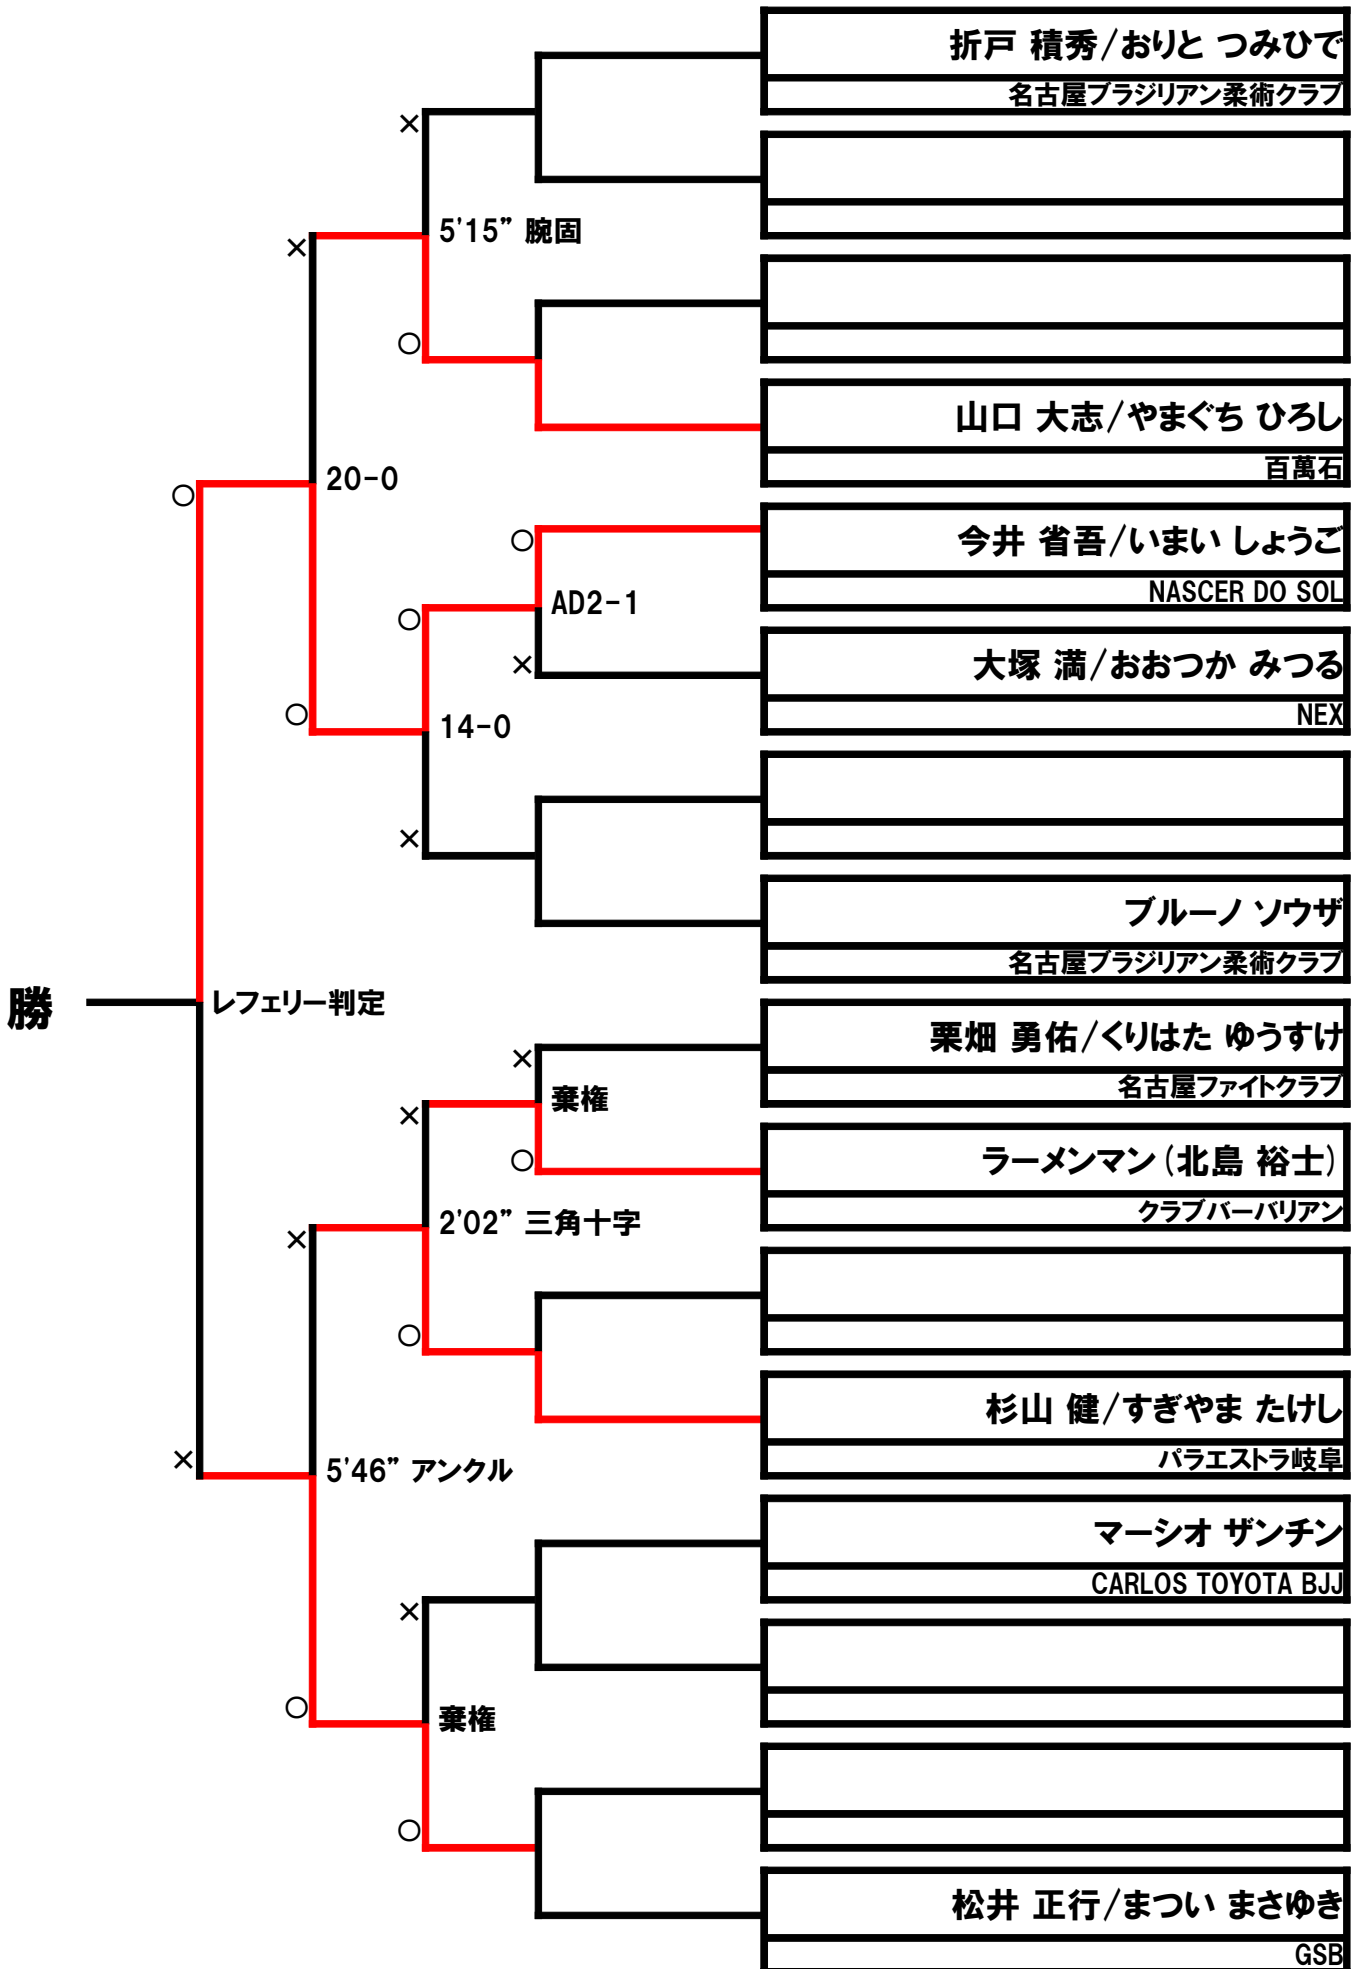 折戸 積秀/おりと つみひで
名古屋ブラジリアン柔術クラブ
×
5'15” 腕固
×
○
山口 大志/やまぐち ひろし
百萬石
20-0
○
○
今井 省吾/いまい しょうご
NASCER DO SOL
AD2-1
○
×
大塚 満/おおつか みつる
NEX
○
14-0
×
ブルーノ ソウザ
名古屋ブラジリアン柔術クラブ
勝
レフェリー判定
栗畑 勇佑/くりはた ゆうすけ
×
名古屋ファイトクラブ
棄権
×
○
ラーメンマン(北島 裕士)
クラブバーバリアン
2'02” 三角十字
×
○
杉山 健/すぎやま たけし
パラエストラ岐阜
×
5'46” アンクル
マーシオ ザンチン
CARLOS TOYOTA BJJ
×
○
棄権
○
松井 正行/まつい まさゆき
GSB